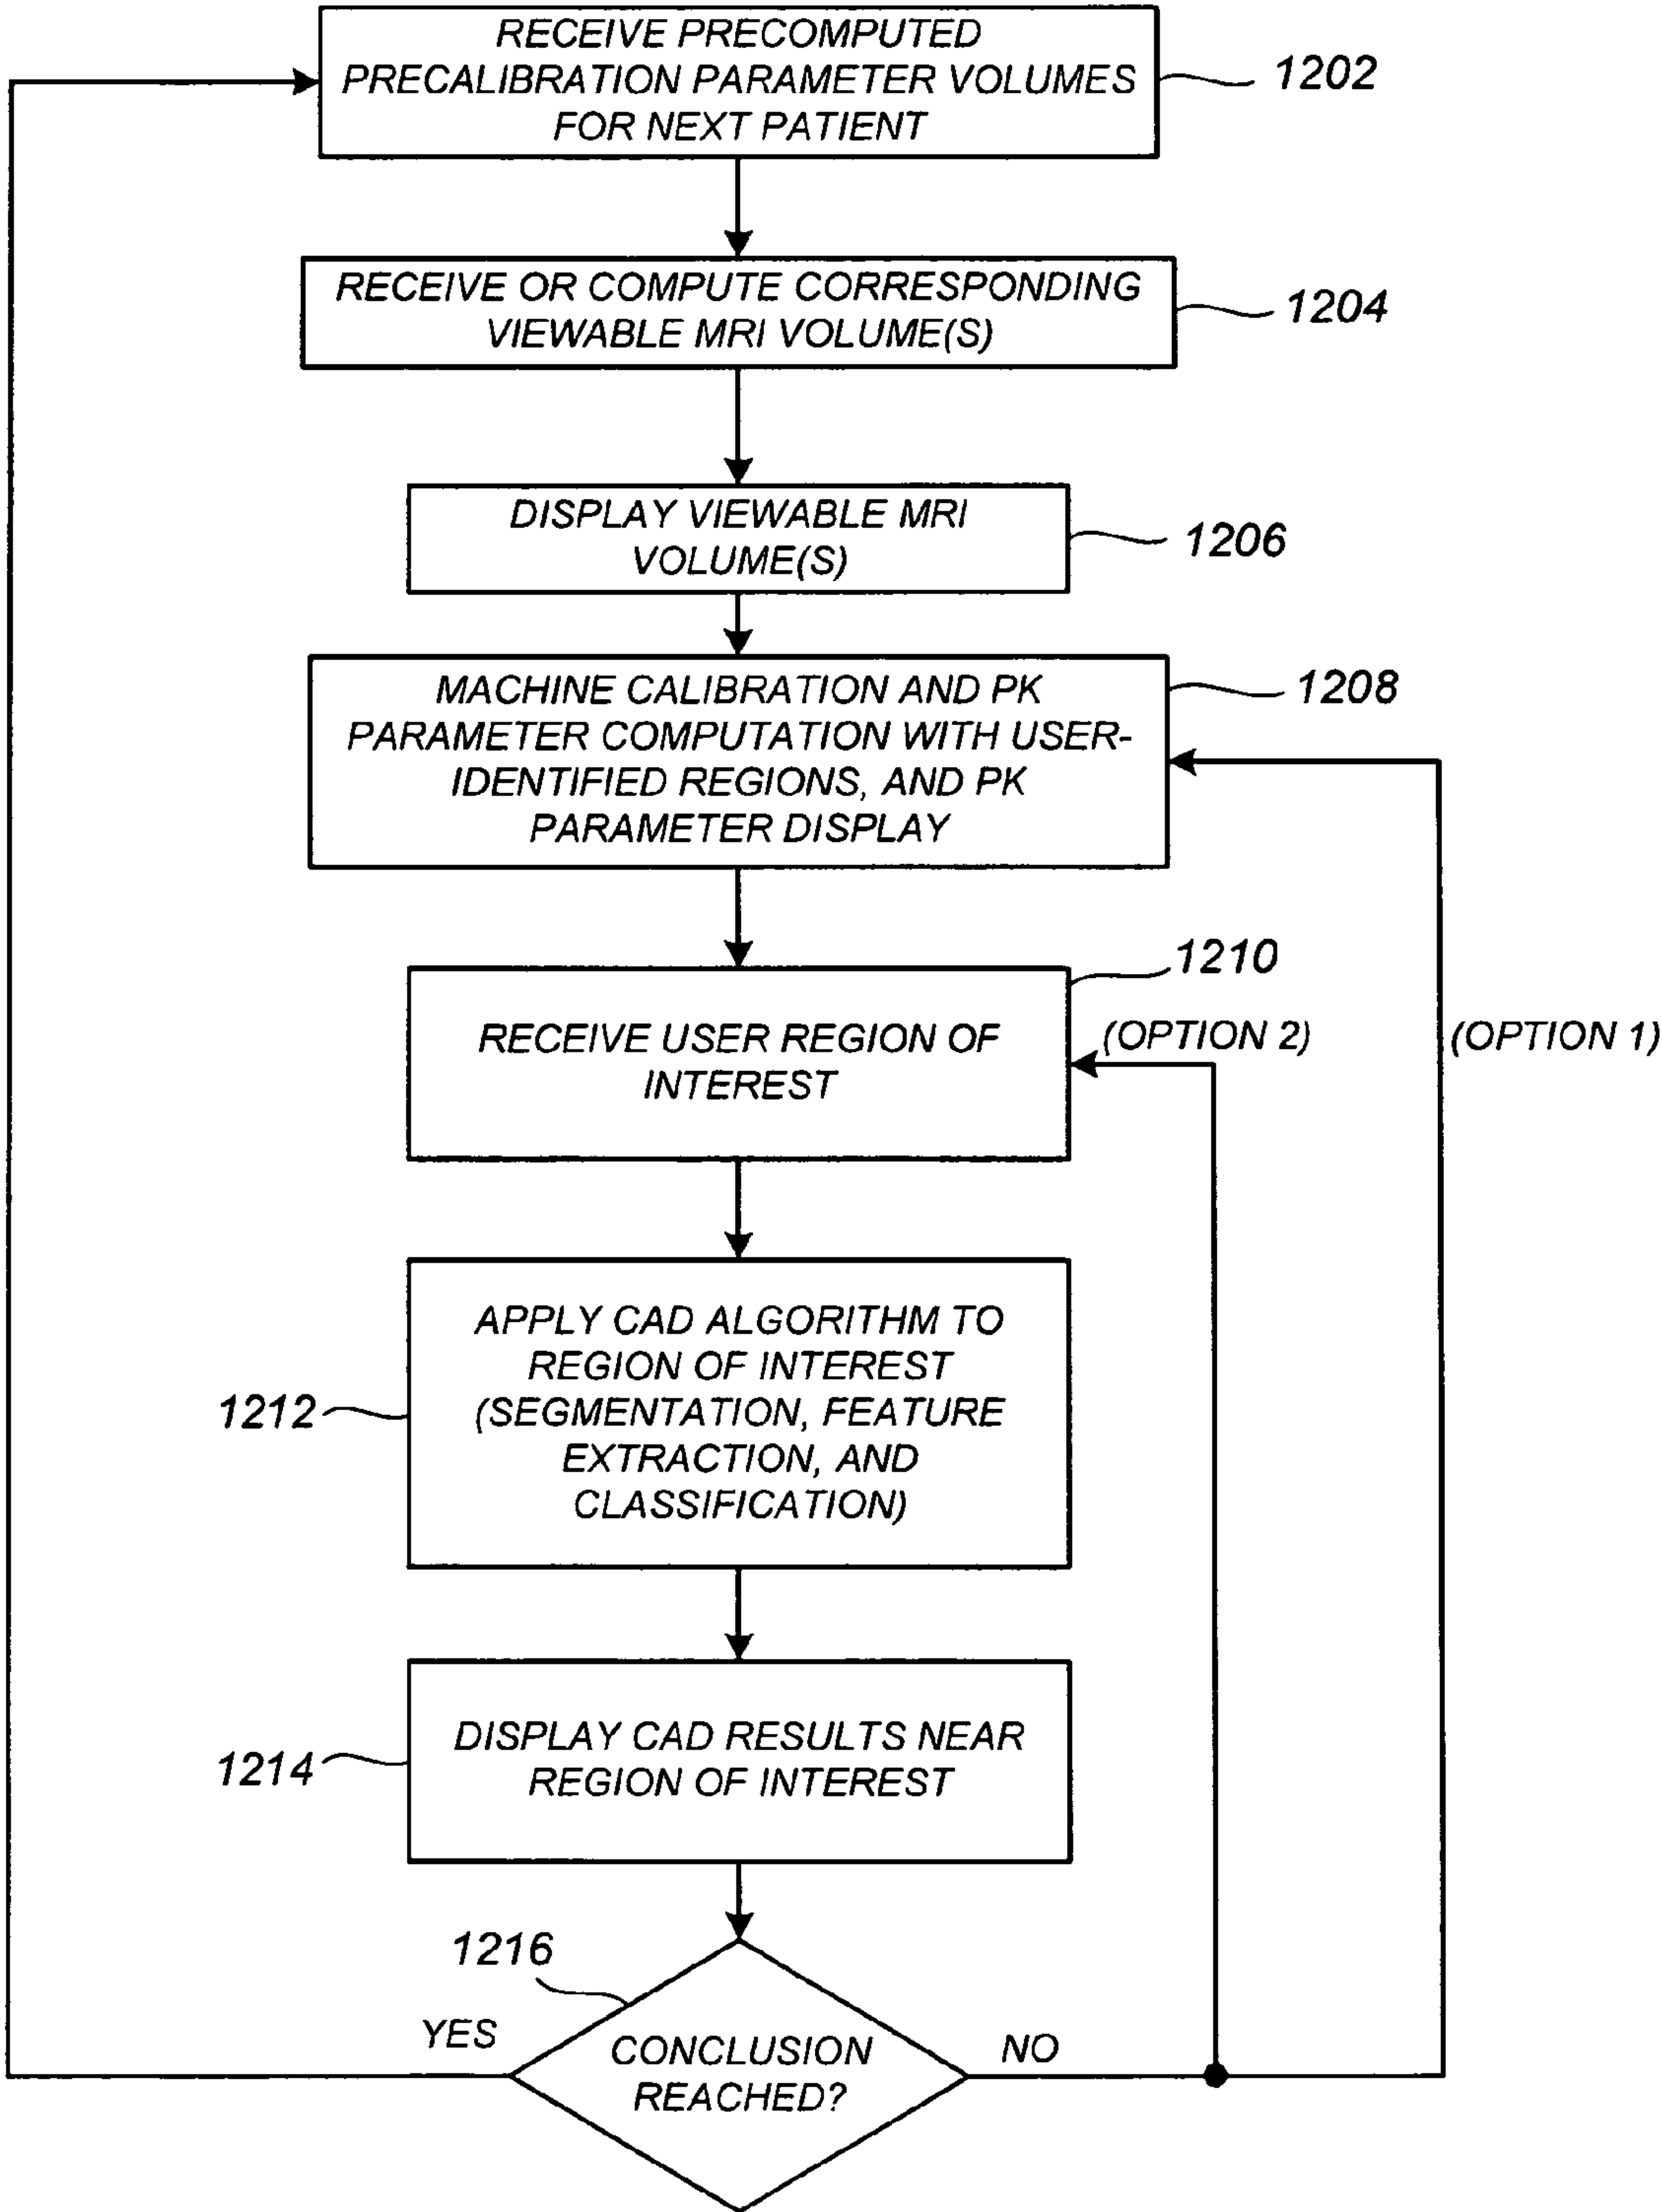 RECEIVE PRECOMPUTED
PRECALIBRATION PARAMETER VOLUMES
FOR NEXT PATIENT
1202
RECEIVE OR COMPUTE CORRESPONDING
VIEWABLE MRI VOLUME(S)
1204
DISPLAY VIEWABLE MRI
VOLUME(S)
1206
MACHINE CALIBRATION AND PK
PARAMETER COMPUTATION WITH USER-
IDENTIFIED REGIONS, AND PK
PARAMETER DISPLAY
1208
1210
RECEIVE USER REGION OF
INTEREST
(OPTION 2)
(OPTION 1)
APPLY CAD ALGORITHM TO
REGION OF INTEREST
(SEGMENTATION, FEATURE
EXTRACTION, AND
CLASSIFICATION)
1212
DISPLAY CAD RESULTS NEAR
REGION OF INTEREST
1214
1216
YES
CONCLUSION
REACHED?
NO